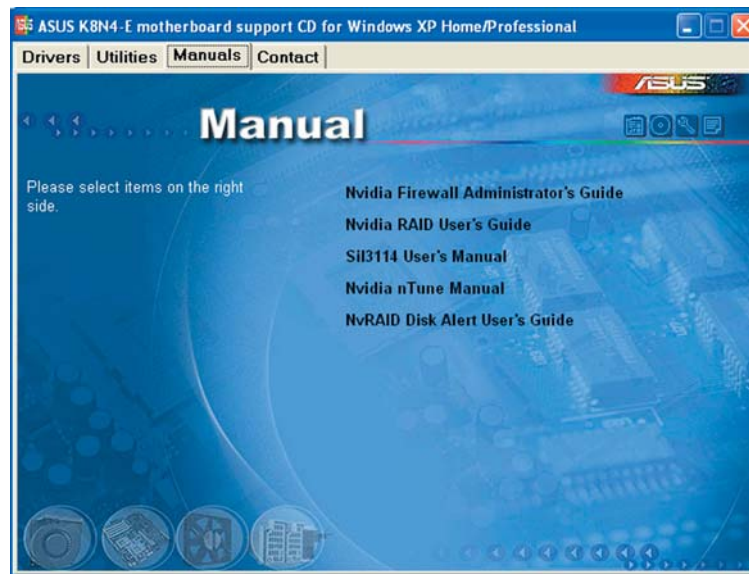 ASUS K8N4-E motherboard support CD for Windows XP Home/Professional
Drivers Utilities Manuals Contact
ASUS
Manual
Please select items on the right
side.
Nvidia Firewall Administrator's Guide
Nvidia RAID User's Guide
Sil3114 User's Manual
Nvidia nTune Manual
NvRAID Disk Alert User's Guide